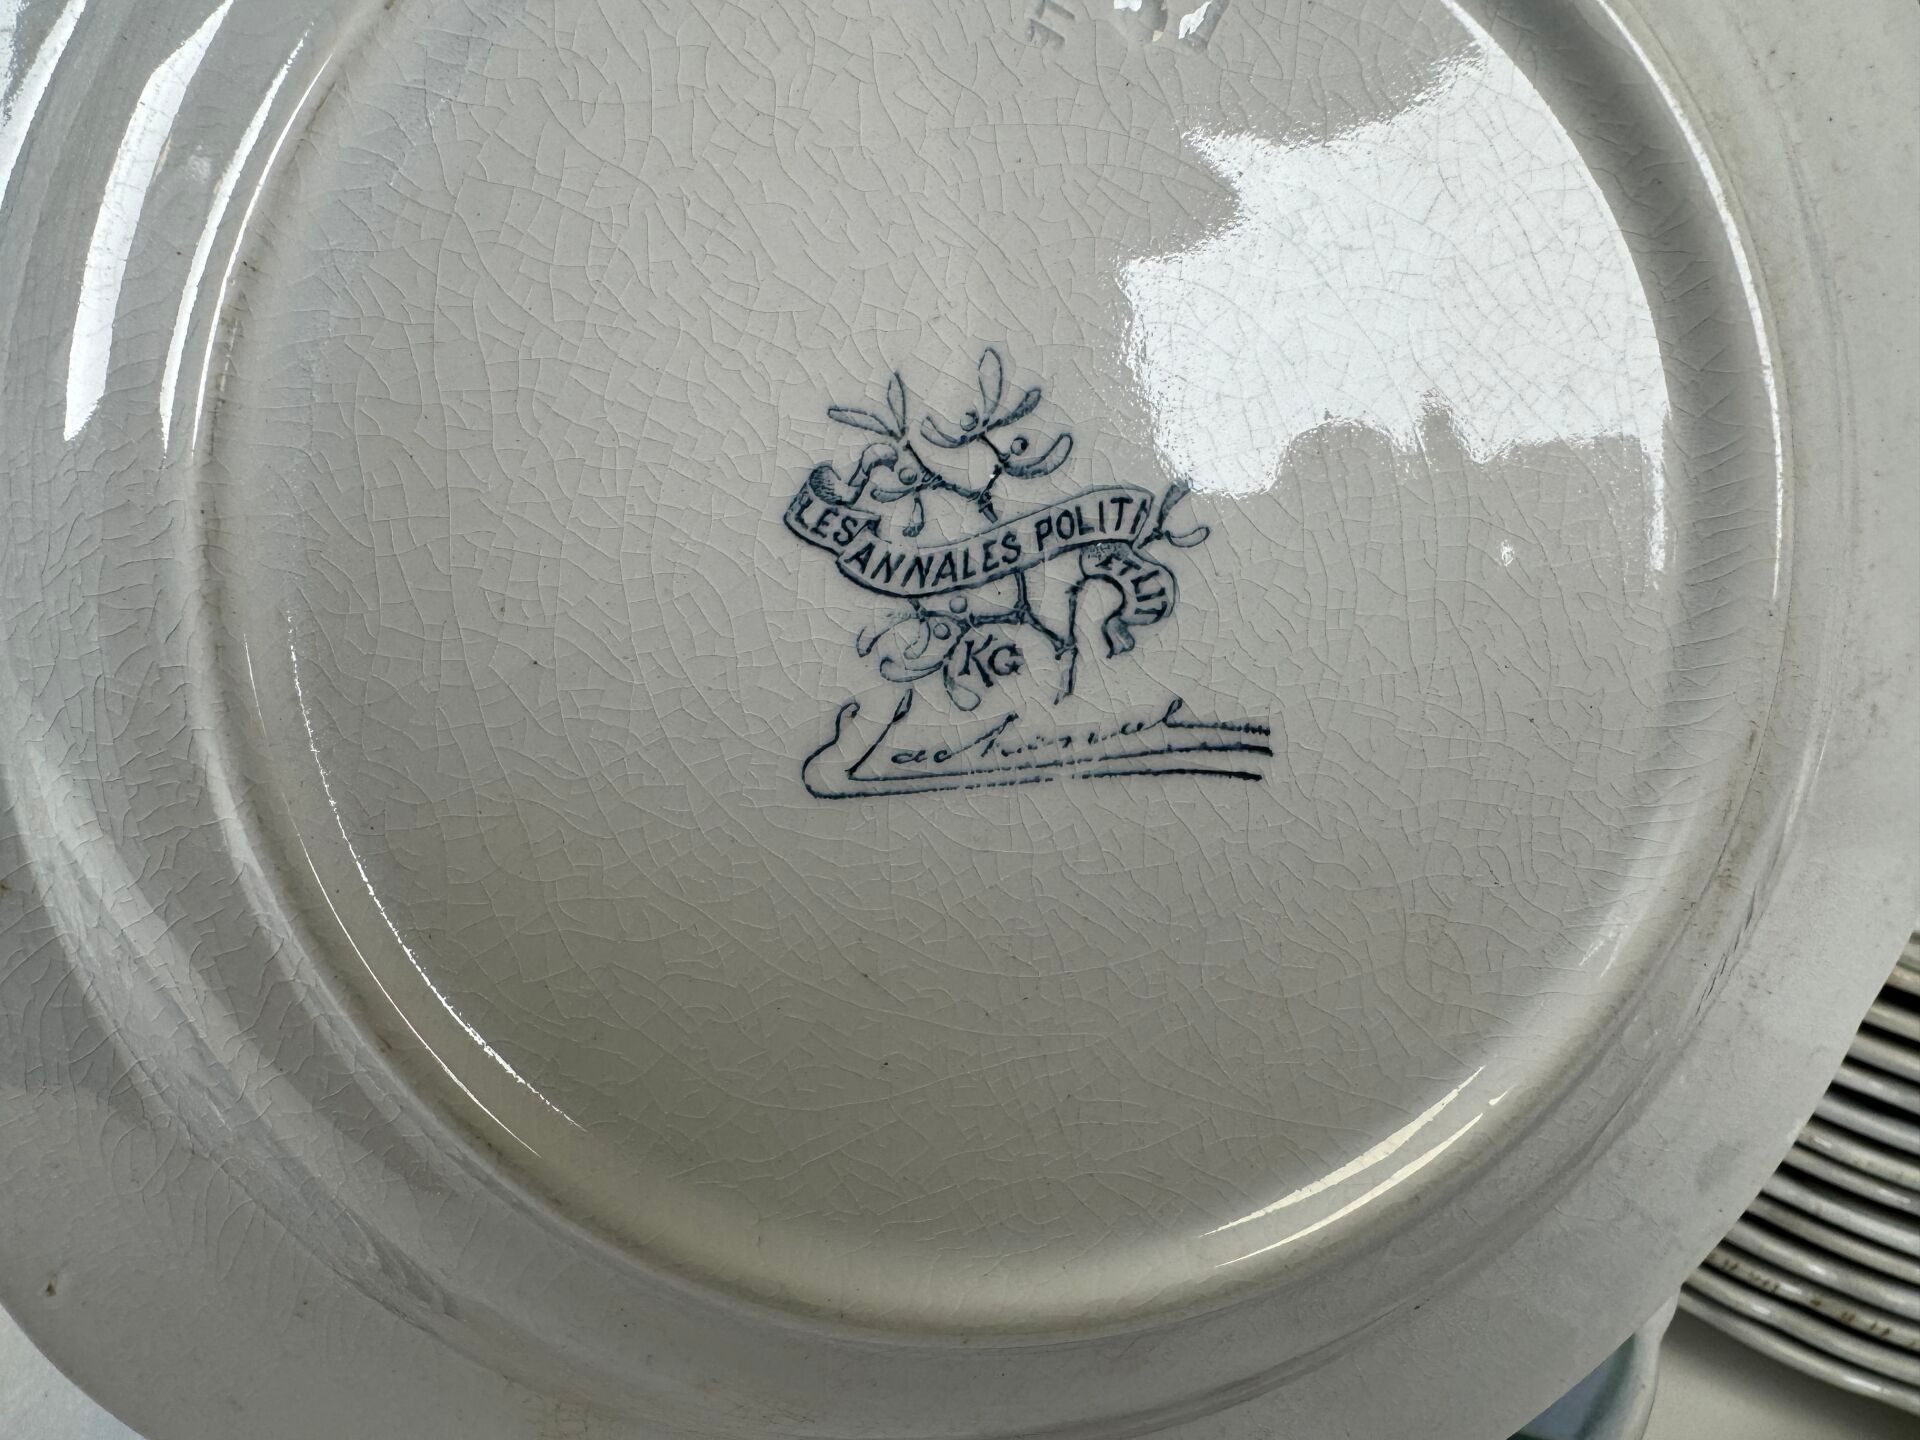 LES ANNALES POLITI
ET LIT
KG
E Lachenal